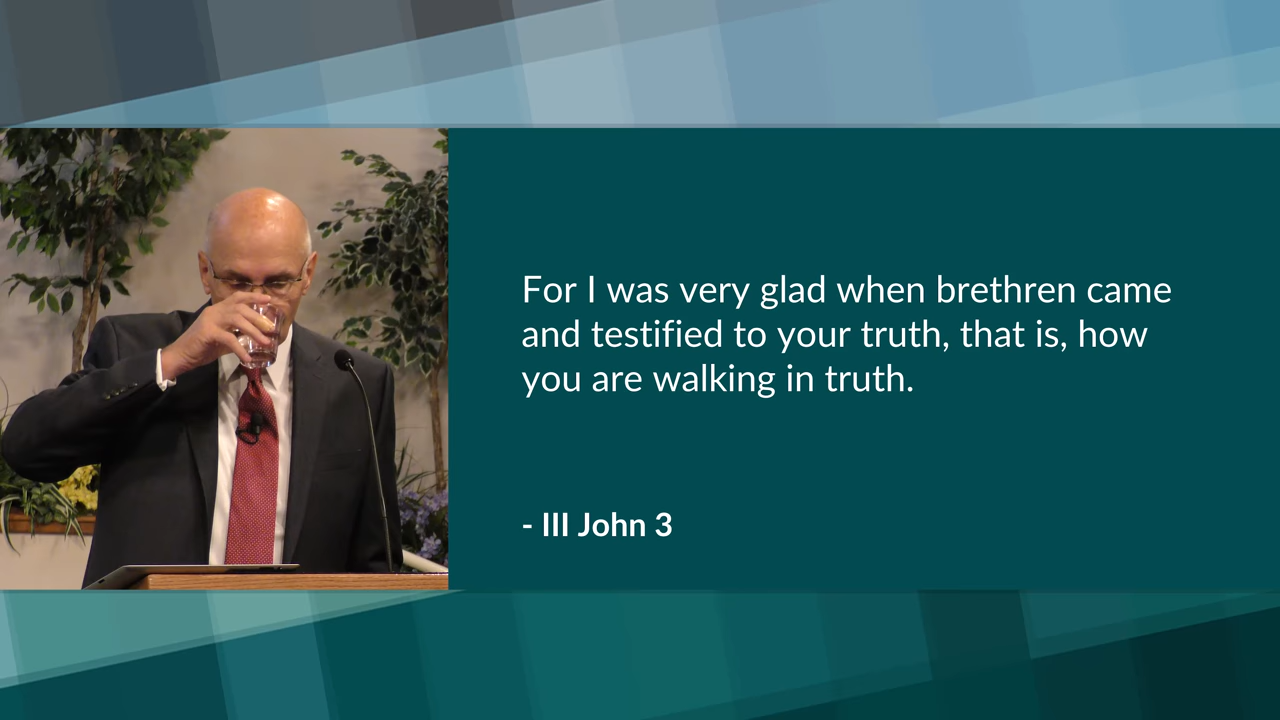 For I was very glad when brethren came
and testified to your truth, that is, how
you are walking in truth.
- III John 3